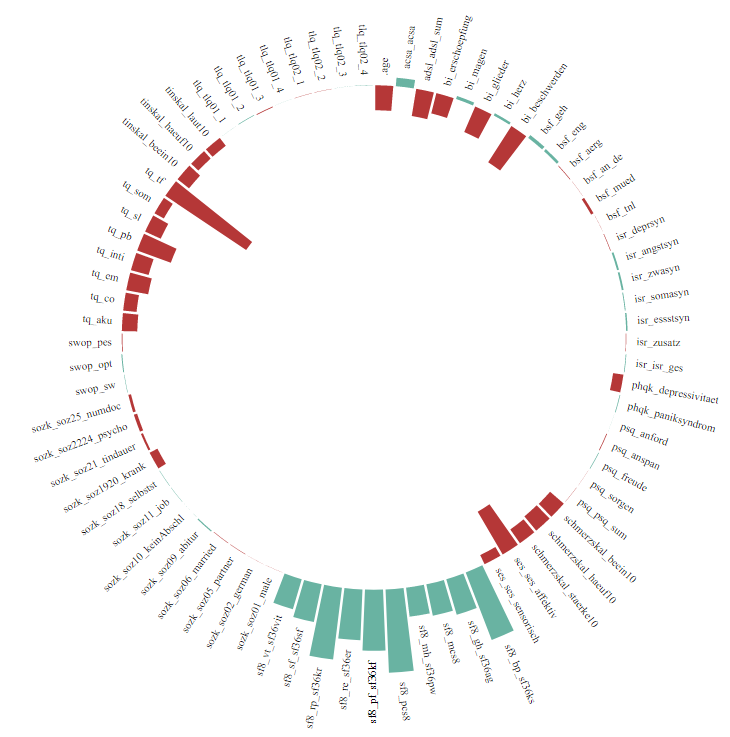 .age
acsa_acsa
adsl_adsl_sum
bi_erschoepfung
bi_magen
bi_glieder
bi_herz
bi_beschwerden
bsf_geh
bsf_eng
bsf_aerg
bsf_an_de
bsf_mued
bsf_tnl
isr_deprsyn
isr_angstsyn
isr_zwasyn
isr_somasyn
isr_essstsyn
isr_zusatz
isr_isr_ges
phqk_depressivitaet
phqk_paniksyndrom
psq_anford
psq_anspan
psq_freude
psq_sorgen
psq_psq_sum
schmerzskal_beein10
schmerzskal_haeuf10
schmerzskal_staerke10
ses_ses_affektiv
ses_ses_sensorisch
sf8_bp_sf36ks
sf8_gh_sf36ag
sf8_mcs8
sf8_mh_sf36pw
sf8_pcs8
sf8_pf_sf36kf
sf8_re_sf36er
sf8_rp_sf36kr
sf8_sf_sf36sf
sf8_vt_sf36vit
sozk_soz01_male
sozk_soz02_german
sozk_soz05_partner
sozk_soz06_married
sozk_soz09_abitur
sozk_soz10_keinAbschl
sozk_soz11_job
sozk_soz18_selbstst
sozk_soz1920_krank
sozk_soz21_tindauer
sozk_soz2224_psycho
sozk_soz25_numdoc
swop_sw
swop_opt
swop_pes
tq_aku
tq_co
tq_em
tq_inti
tq_pb
tq_sl
tq_som
tq_tf
tinskal_beein10
tinskal_haeuf10
tinskal_laut10
tlq_tlq01_1
tlq_tlq01_2
tlq_tlq01_3
tlq_tlq01_4
tlq_tlq02_1
tlq_tlq02_2
tlq_tlq02_3
tlq_tlq02_4